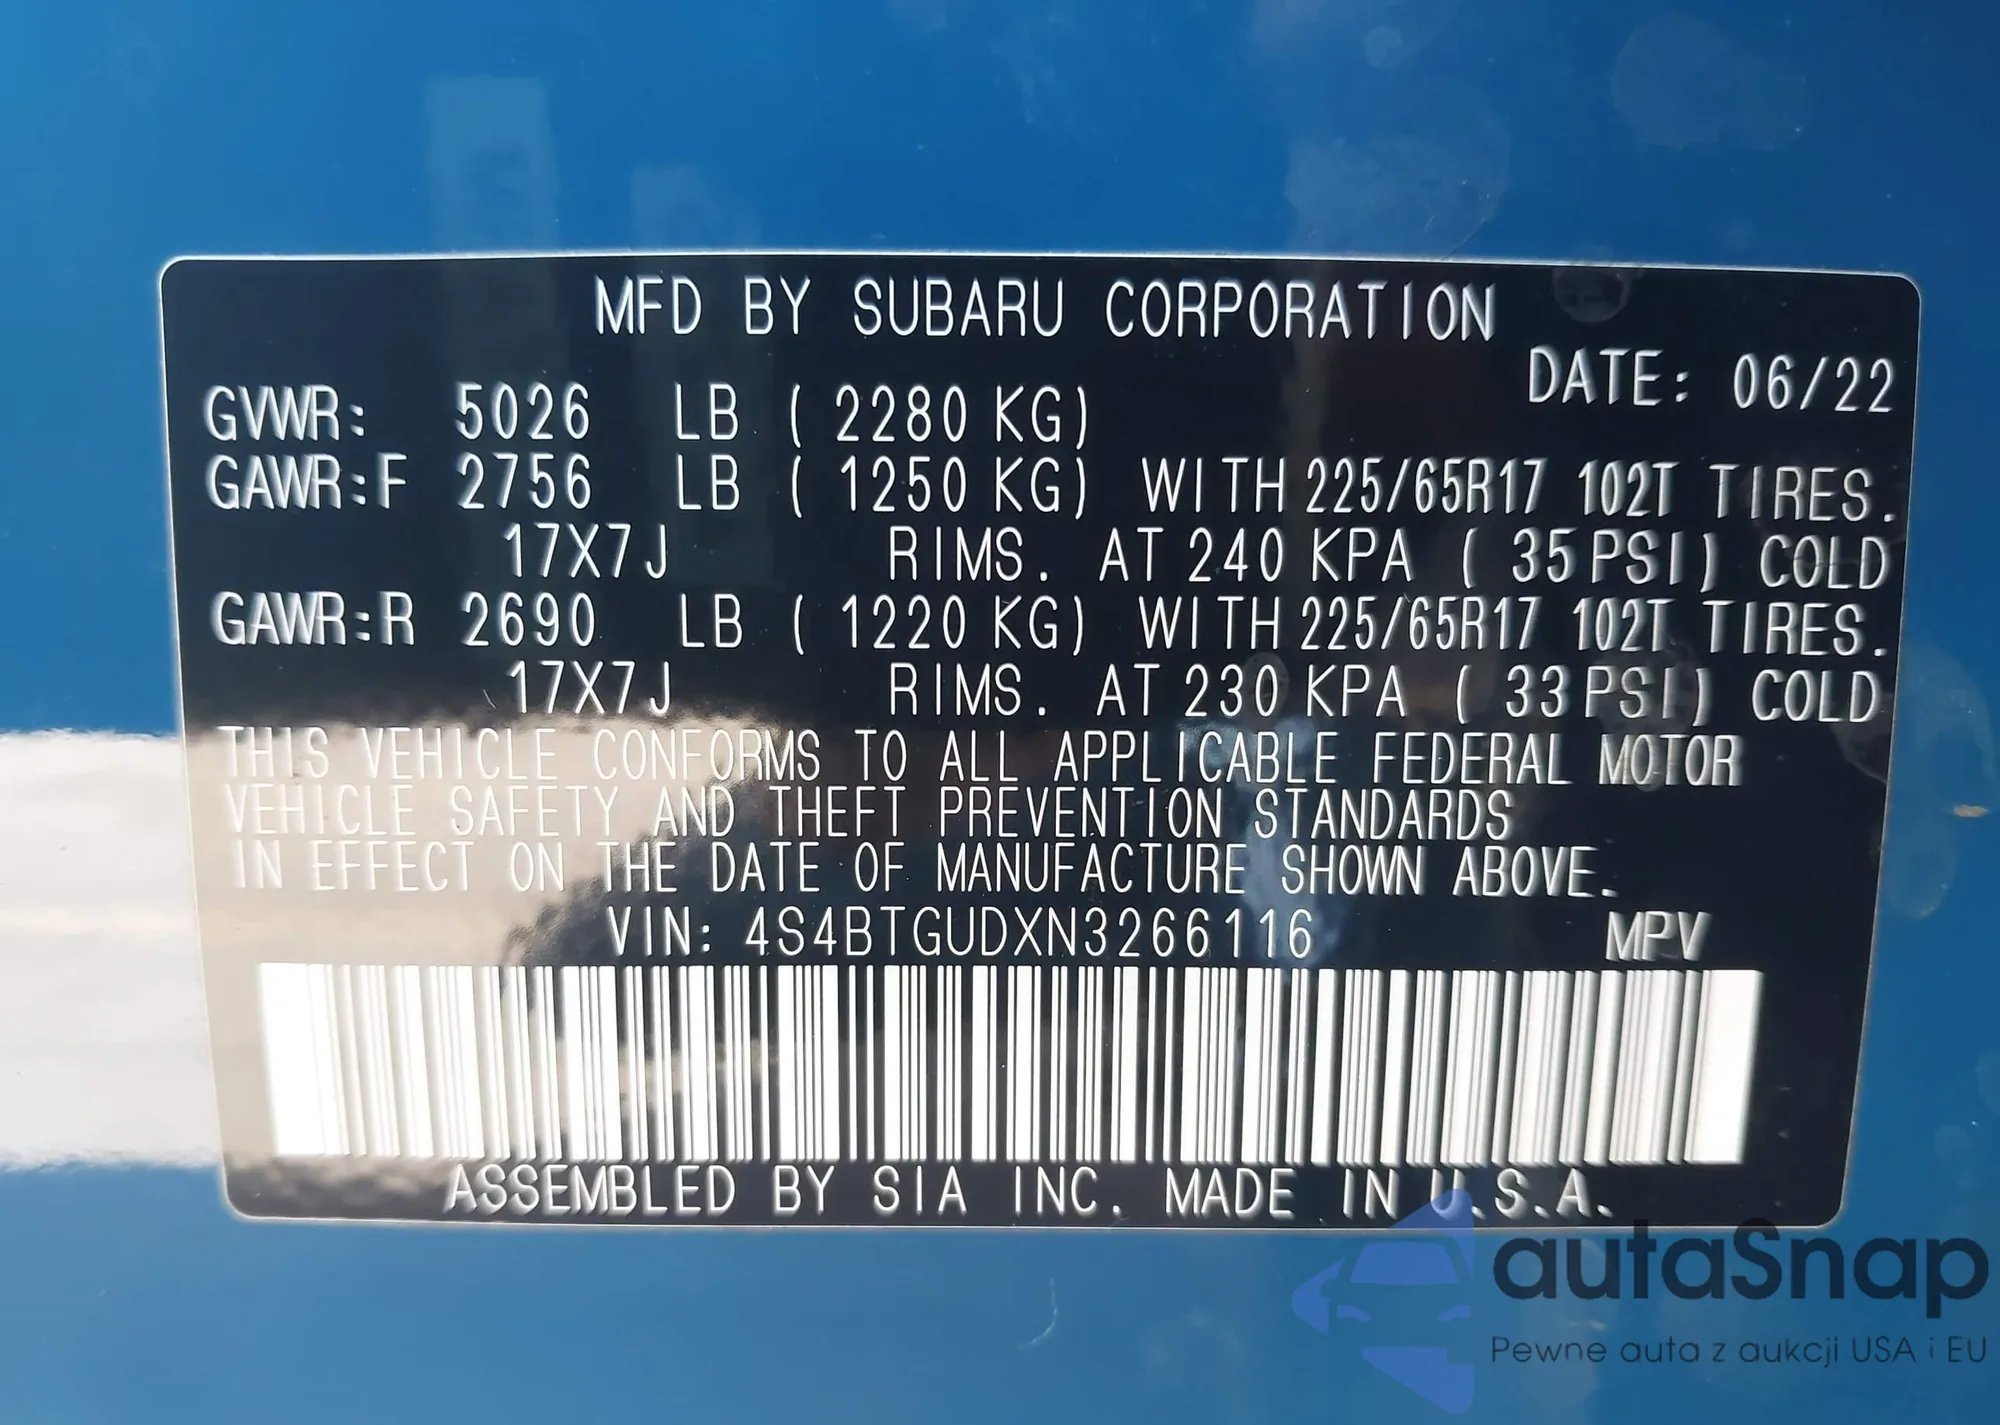 MFD BY SUBARU CORPORATION
DATE: 06/22
GVWR: 5026 LB ( 2280 KG)
GAWR:F 2756 LB ( 1250 KG) WITH 225/65R17 102T TIRES.
17X7J RIMS. AT 240 KPA ( 35 PSI) COLD
GAWR:R 2690 LB ( 1220 KG) WITH 225/65R17 102T TIRES.
17X7J RIMS. AT 230 KPA ( 33 PSI) COLD
THIS VEHICLE CONFORMS TO ALL APPLICABLE FEDERAL MOTOR
VEHICLE SAFETY AND THEFT PREVENTION STANDARDS
IN EFFECT ON THE DATE OF MANUFACTURE SHOWN ABOVE.
VIN: 4S4BTGUDXN3266116 MPV
ASSEMBLED BY SIA INC. MADE IN U.S.A.
autaSnap
Pewne auta z aukcji USA i EU